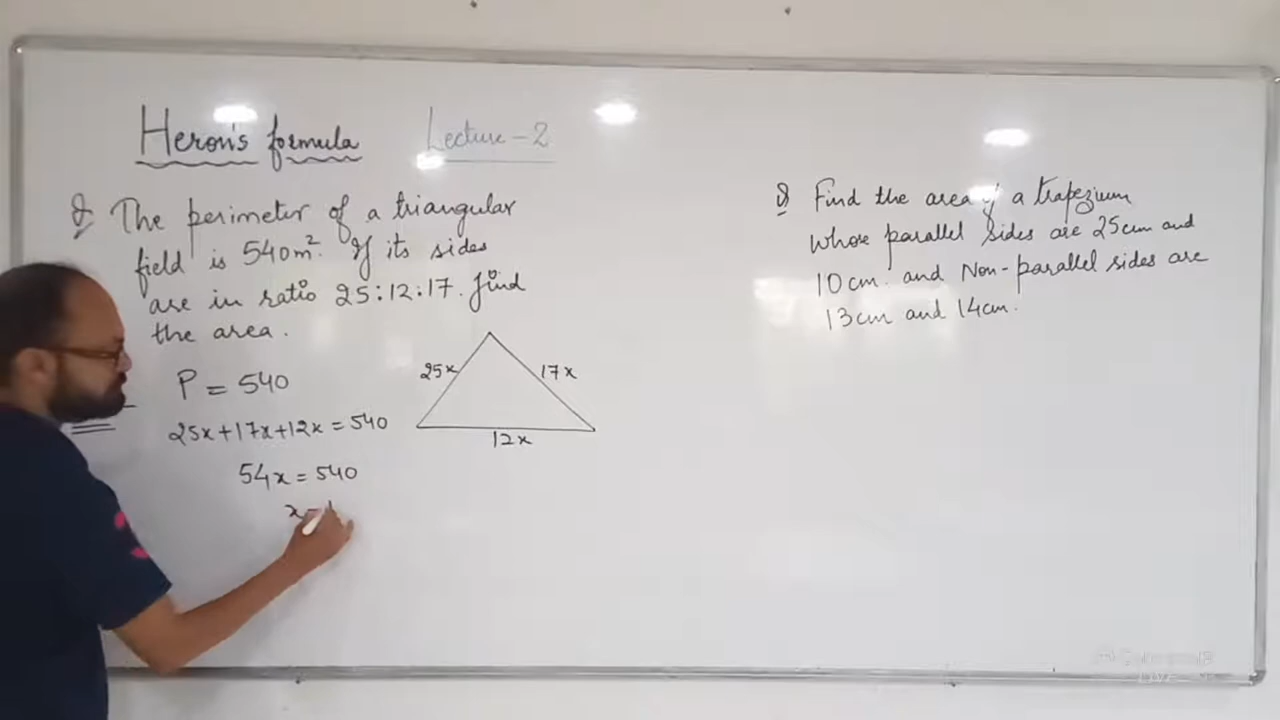 Heron's formula Lecture-2
Q The perimeter of a triangular
field is 540m². If its sides
are in ratio 25:12:17. find
the area.
P = 540
25x+17x+12x = 540
54x = 540
x =
25x
17x
12x
Q Find the area of a trapezium
whose parallel sides are 25cm and
10cm. and Non-parallel sides are
13cm and 14cm.
LIVE